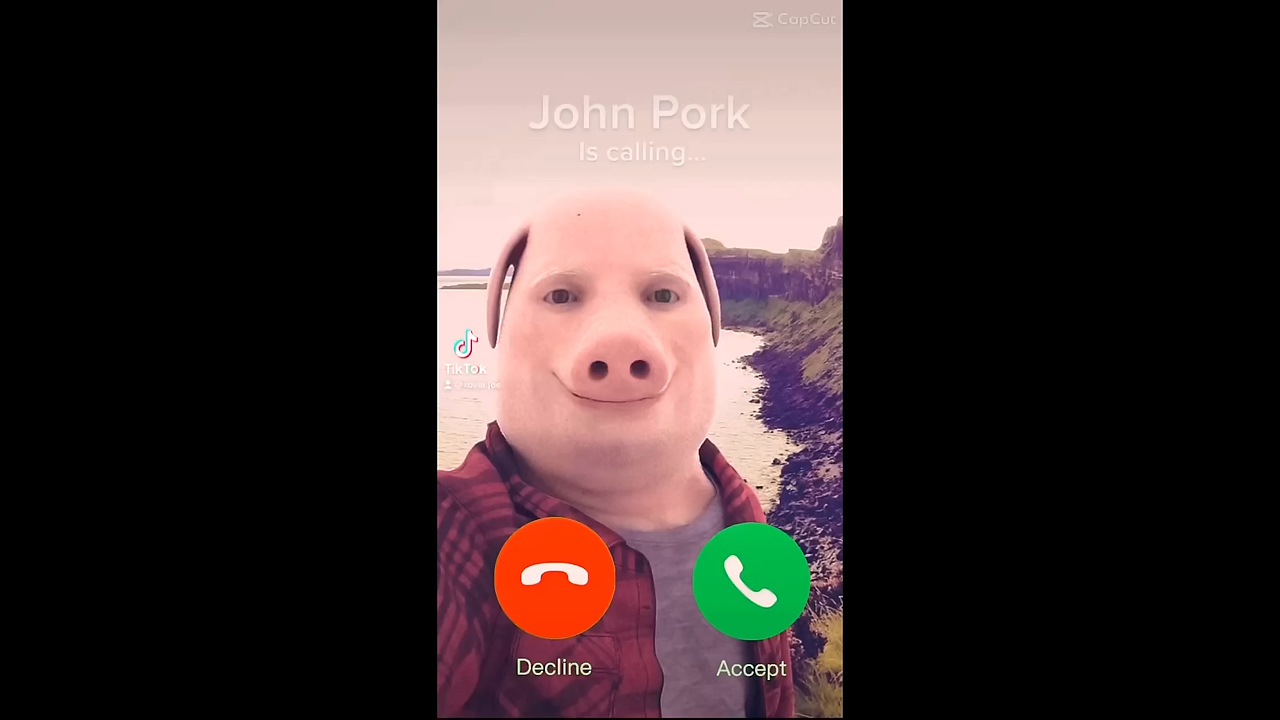 CapCut
John Pork
Is calling...
TikTok
Decline
Accept